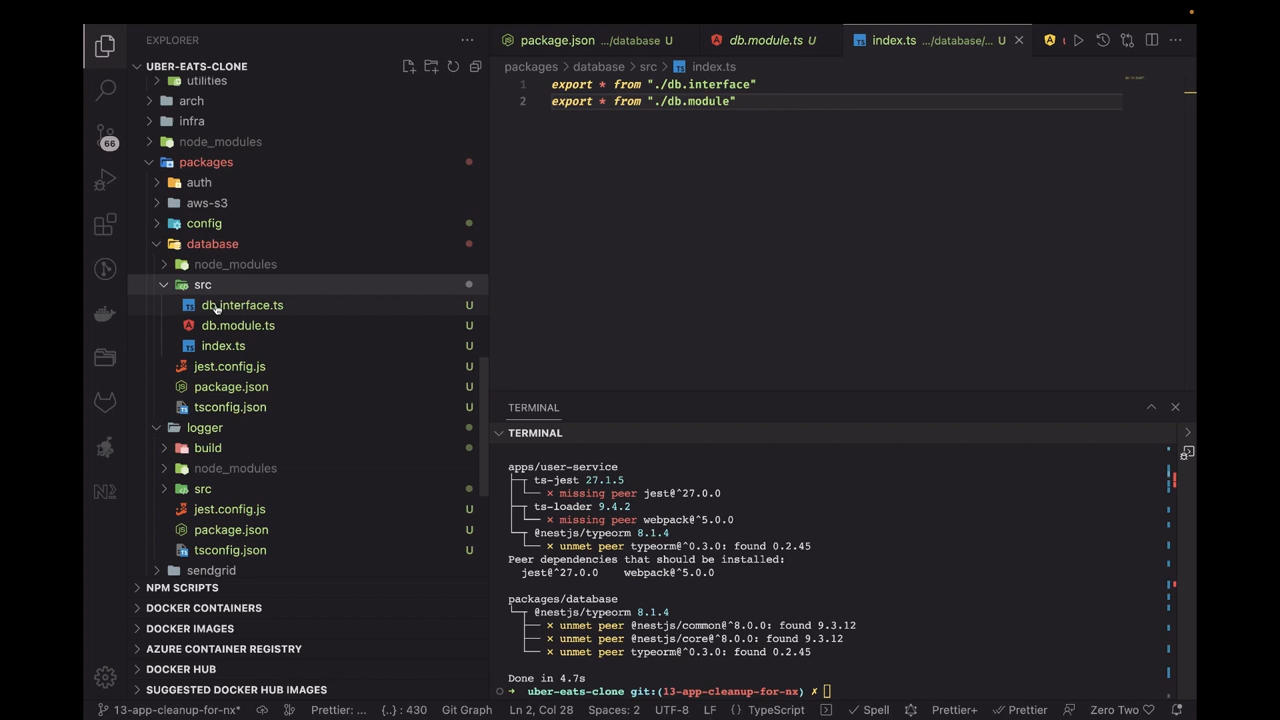 EXPLORER
UBER-EATS-CLONE
utilities
arch
infra
node_modules
packages
auth
aws-s3
config
database
node_modules
src
db.interface.ts U
db.module.ts U
index.ts U
jest.config.js U
package.json U
tsconfig.json U
logger
build
node_modules
src
jest.config.js U
package.json U
tsconfig.json U
sendgrid
NPM SCRIPTS
DOCKER CONTAINERS
DOCKER IMAGES
AZURE CONTAINER REGISTRY
DOCKER HUB
SUGGESTED DOCKER HUB IMAGES
66
package.json .../database U
db.module.ts U
index.ts .../database/... U
packages > database > src > index.ts
1 export * from "./db.interface"
2 export * from "./db.module"
TERMINAL
TERMINAL
apps/user-service
ts-jest 27.1.5
✕ missing peer jest@^27.0.0
ts-loader 9.4.2
✕ missing peer webpack@^5.0.0
@nestjs/typeorm 8.1.4
✕ unmet peer typeorm@^0.3.0: found 0.2.45
Peer dependencies that should be installed:
jest@^27.0.0 webpack@^5.0.0
packages/database
@nestjs/typeorm 8.1.4
✕ unmet peer @nestjs/common@^8.0.0: found 9.3.12
✕ unmet peer @nestjs/core@^8.0.0: found 9.3.12
✕ unmet peer typeorm@^0.3.0: found 0.2.45
Done in 4.7s
➜ uber-eats-clone git:(13-app-cleanup-for-nx) ✗
13-app-cleanup-for-nx* Prettier: ... {..} : 430 Git Graph Ln 2, Col 28 Spaces: 2 UTF-8 LF {} TypeScript Spell Prettier+ Prettier Zero Two